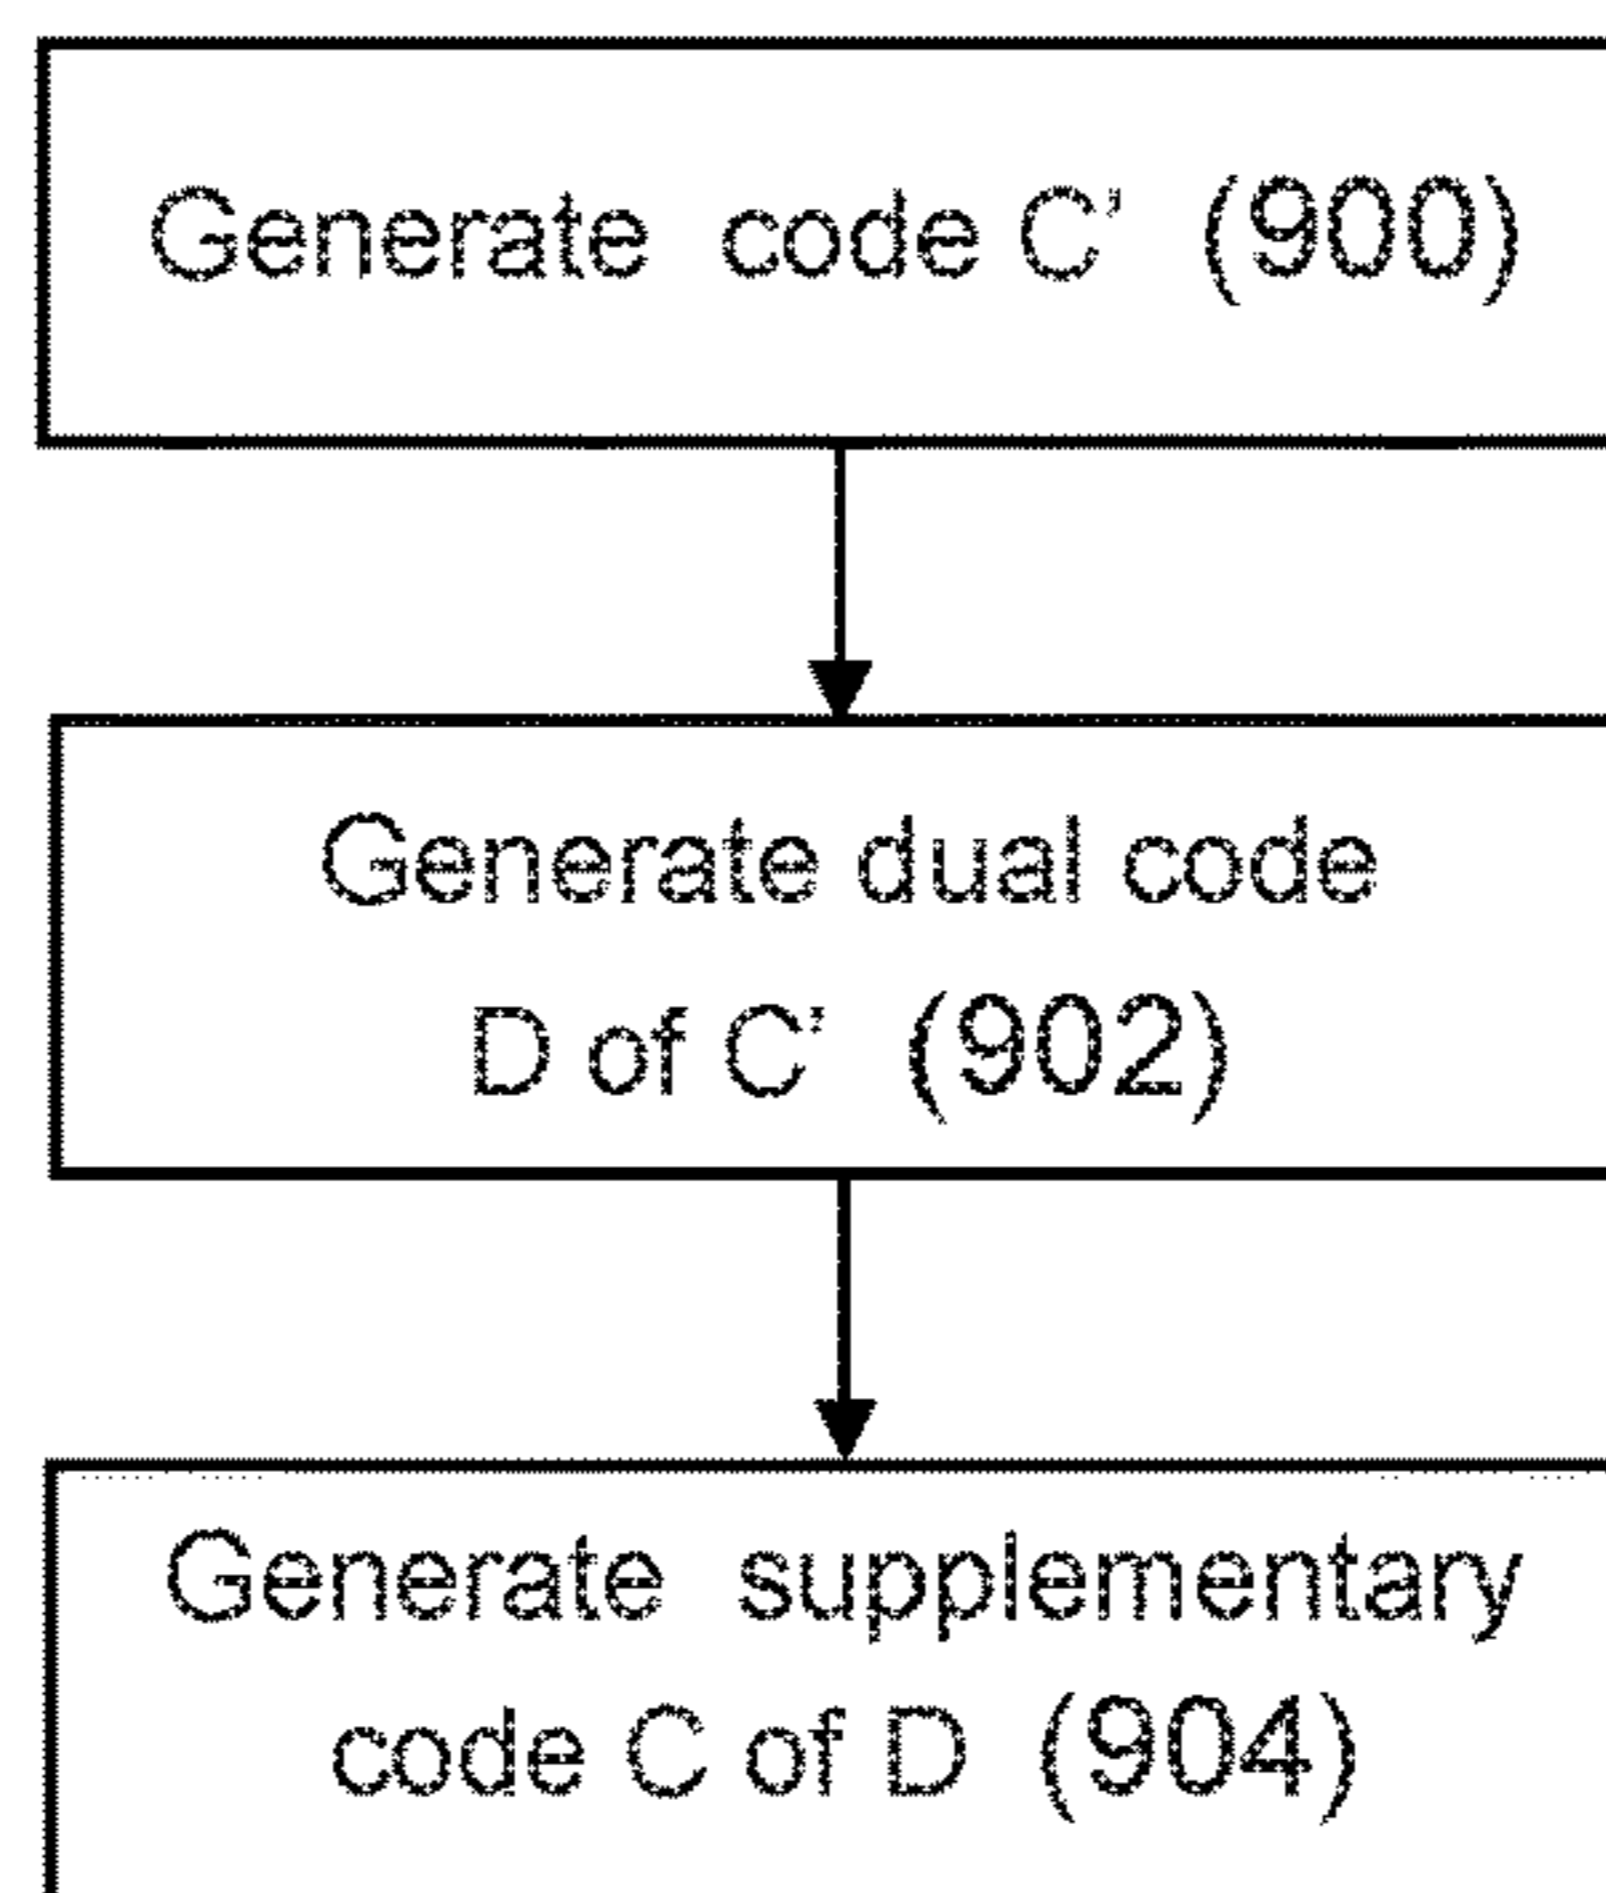 Generate code C' (900)
Generate dual code
D of C' (902)
Generate supplementary
code C of D (904)